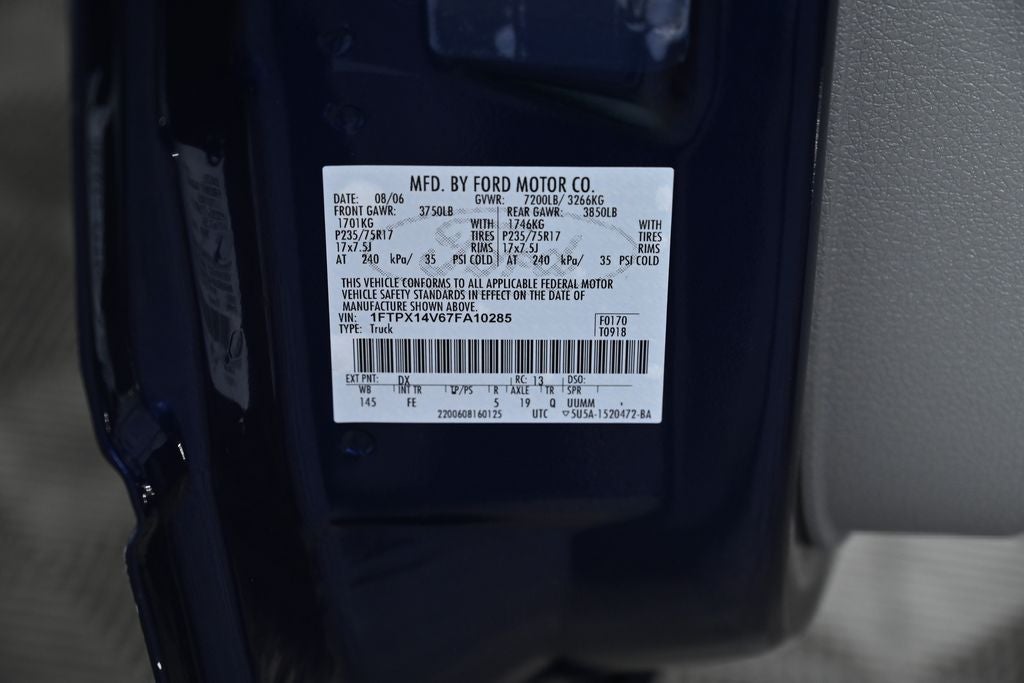 MFD. BY FORD MOTOR CO.
DATE: 08/06 GVWR: 7200LB/ 3266KG
FRONT GAWR: 3750LB REAR GAWR: 3850LB
1701KG WITH 1746KG WITH
P235/75R17 TIRES P235/75R17 TIRES
17x7.5J RIMS 17x7.5J RIMS
AT 240 kPa/ 35 PSI COLD AT 240 kPa/ 35 PSI COLD
Ford
THIS VEHICLE CONFORMS TO ALL APPLICABLE FEDERAL MOTOR
VEHICLE SAFETY STANDARDS IN EFFECT ON THE DATE OF
MANUFACTURE SHOWN ABOVE.
VIN: 1FTPX14V67FA10285 F0170
TYPE: Truck T0918
EXT PNT: DX RC: 13 DSO:
WB INT TR TP/PS R AXLE TR SPR
145 FE 5 19 Q UUMM
2200608160125 UTC ▽5U5A-1520472-BA